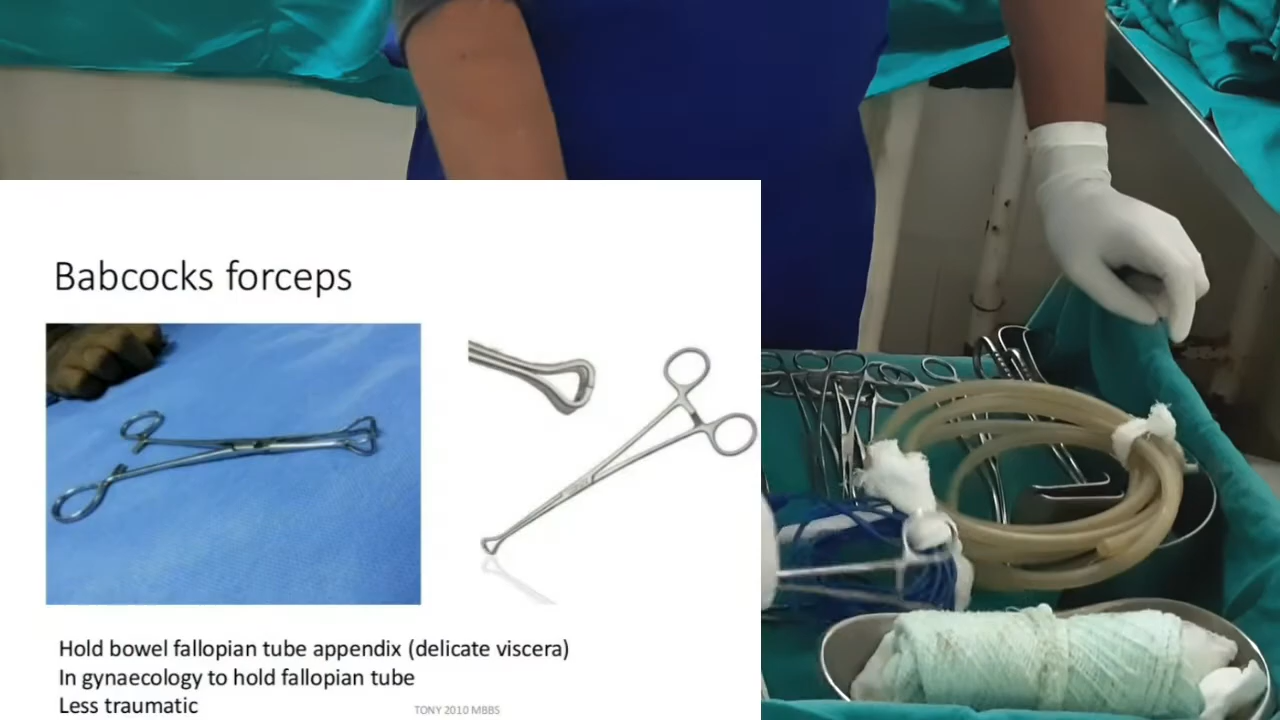 Babcocks forceps
Hold bowel fallopian tube appendix (delicate viscera)
In gynaecology to hold fallopian tube
Less traumatic
TONY 2010 MBBS